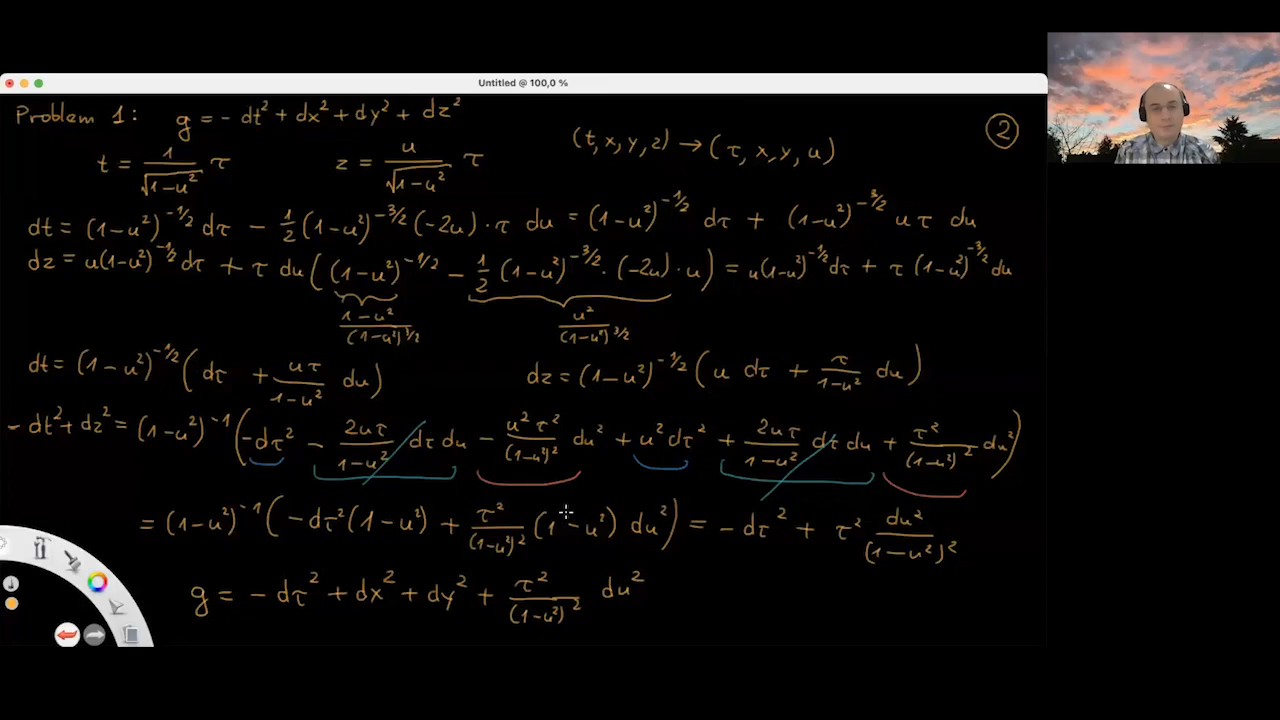 Untitled @ 100,0 %
Problem 1: g = - dt² + dx² + dy² + dz²
(t,x,y,z) → (τ, x, y, u)
②
t = 1/√(1-u²) τ z = u/√(1-u²) τ
dt = (1-u²)^(-1/2) dτ - 1/2 (1-u²)^(-3/2) (-2u) · τ du = (1-u²)^(-1/2) dτ + (1-u²)^(-3/2) u τ du
dz = u(1-u²)^(-1/2) dτ + τ du ( (1-u²)^(-1/2) - 1/2 (1-u²)^(-3/2) · (-2u) · u ) = u(1-u²)^(-1/2) dτ + τ (1-u²)^(-3/2) du
(1-u²)/(1-u²)^(3/2) u²/(1-u²)^(3/2)
dt = (1-u²)^(-1/2) ( dτ + uτ/(1-u²) du ) dz = (1-u²)^(-1/2) ( u dτ + τ/(1-u²) du )
- dt² + dz² = (1-u²)^(-1) ( -dτ² - 2uτ/(1-u²) dτ du - u²τ²/(1-u²)² du² + u² dτ² + 2uτ/(1-u²) dτ du + τ²/(1-u²)² du² )
= (1-u²)^(-1) ( -dτ² (1-u²) + τ²/(1-u²)² (1-u²) du² ) = - dτ² + τ² du²/(1-u²)²
g = - dτ² + dx² + dy² + τ²/(1-u²)² du²